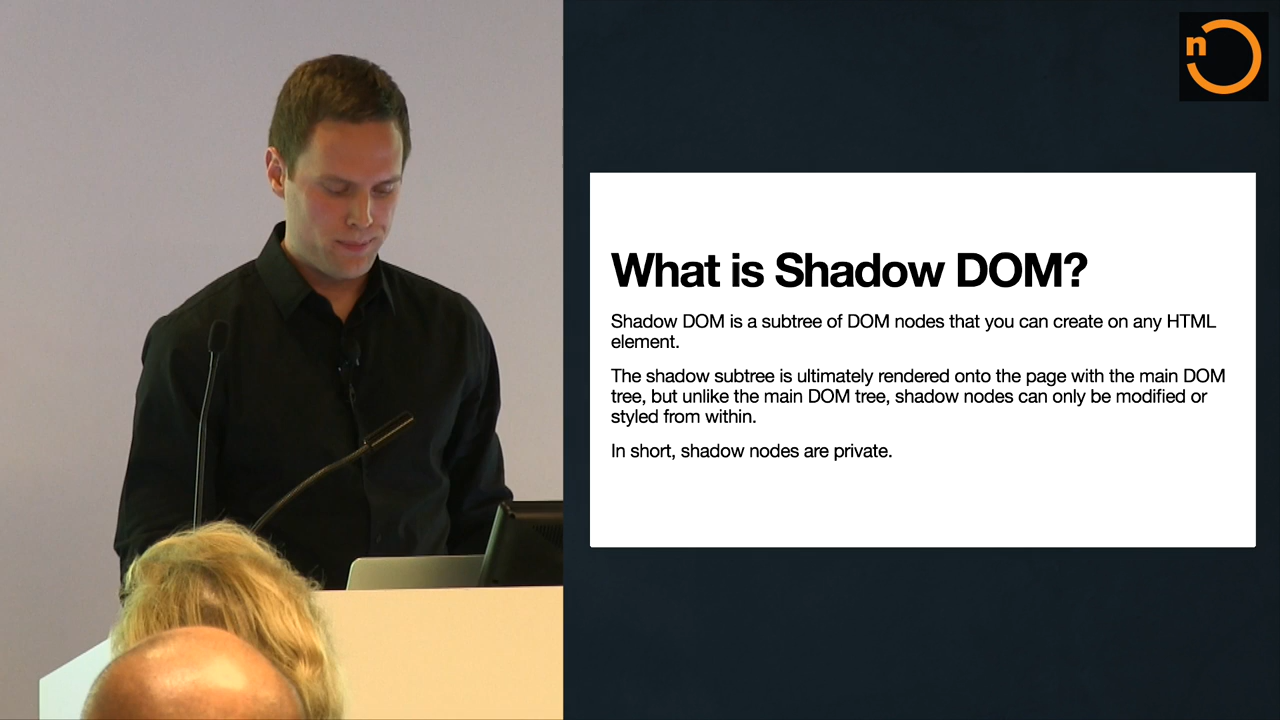 n
What is Shadow DOM?
Shadow DOM is a subtree of DOM nodes that you can create on any HTML
element.
The shadow subtree is ultimately rendered onto the page with the main DOM
tree, but unlike the main DOM tree, shadow nodes can only be modified or
styled from within.
In short, shadow nodes are private.